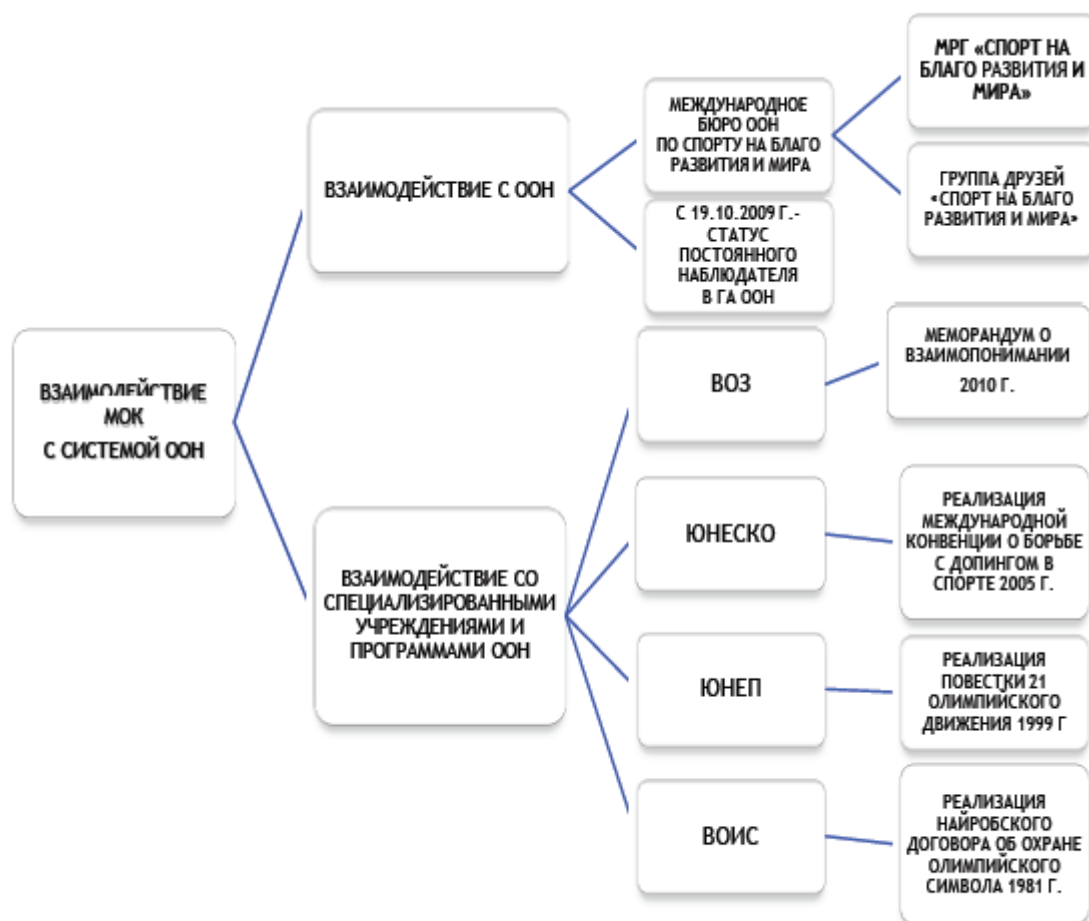 ВЗАИМОДЕЙСТВИЕ
МОК
С СИСТЕМОЙ ООН
ВЗАИМОДЕЙСТВИЕ С ООН
МЕЖДУНАРОДНОЕ
БЮРО ООН
ПО СПОРТУ НА БЛАГО
РАЗВИТИЯ И МИРА
МРГ «СПОРТ НА
БЛАГО РАЗВИТИЯ И
МИРА»
ГРУППА ДРУЗЕЙ
«СПОРТ НА БЛАГО
РАЗВИТИЯ И МИРА»
С 19.10.2009 Г.-
СТАТУС
ПОСТОЯННОГО
НАБЛЮДАТЕЛЯ
В ГА ООН
ВЗАИМОДЕЙСТВИЕ СО
СПЕЦИАЛИЗИРОВАННЫМИ
УЧРЕЖДЕНИЯМИ И
ПРОГРАММАМИ ООН
ВОЗ
МЕМОРАНДУМ О
ВЗАИМОПОНИМАНИИ
2010 Г.
ЮНЕСКО
РЕАЛИЗАЦИЯ
МЕЖДУНАРОДНОЙ
КОНВЕНЦИИ О БОРЬБЕ
С ДОПИНГОМ В
СПОРТЕ 2005 Г.
ЮНЕП
РЕАЛИЗАЦИЯ
ПОВЕСТКИ 21
ОЛИМПИЙСКОГО
ДВИЖЕНИЯ 1999 Г
ВОИС
РЕАЛИЗАЦИЯ
НАЙРОБСКОГО
ДОГОВОРА ОБ ОХРАНЕ
ОЛИМПИЙСКОГО
СИМВОЛА 1981 Г.